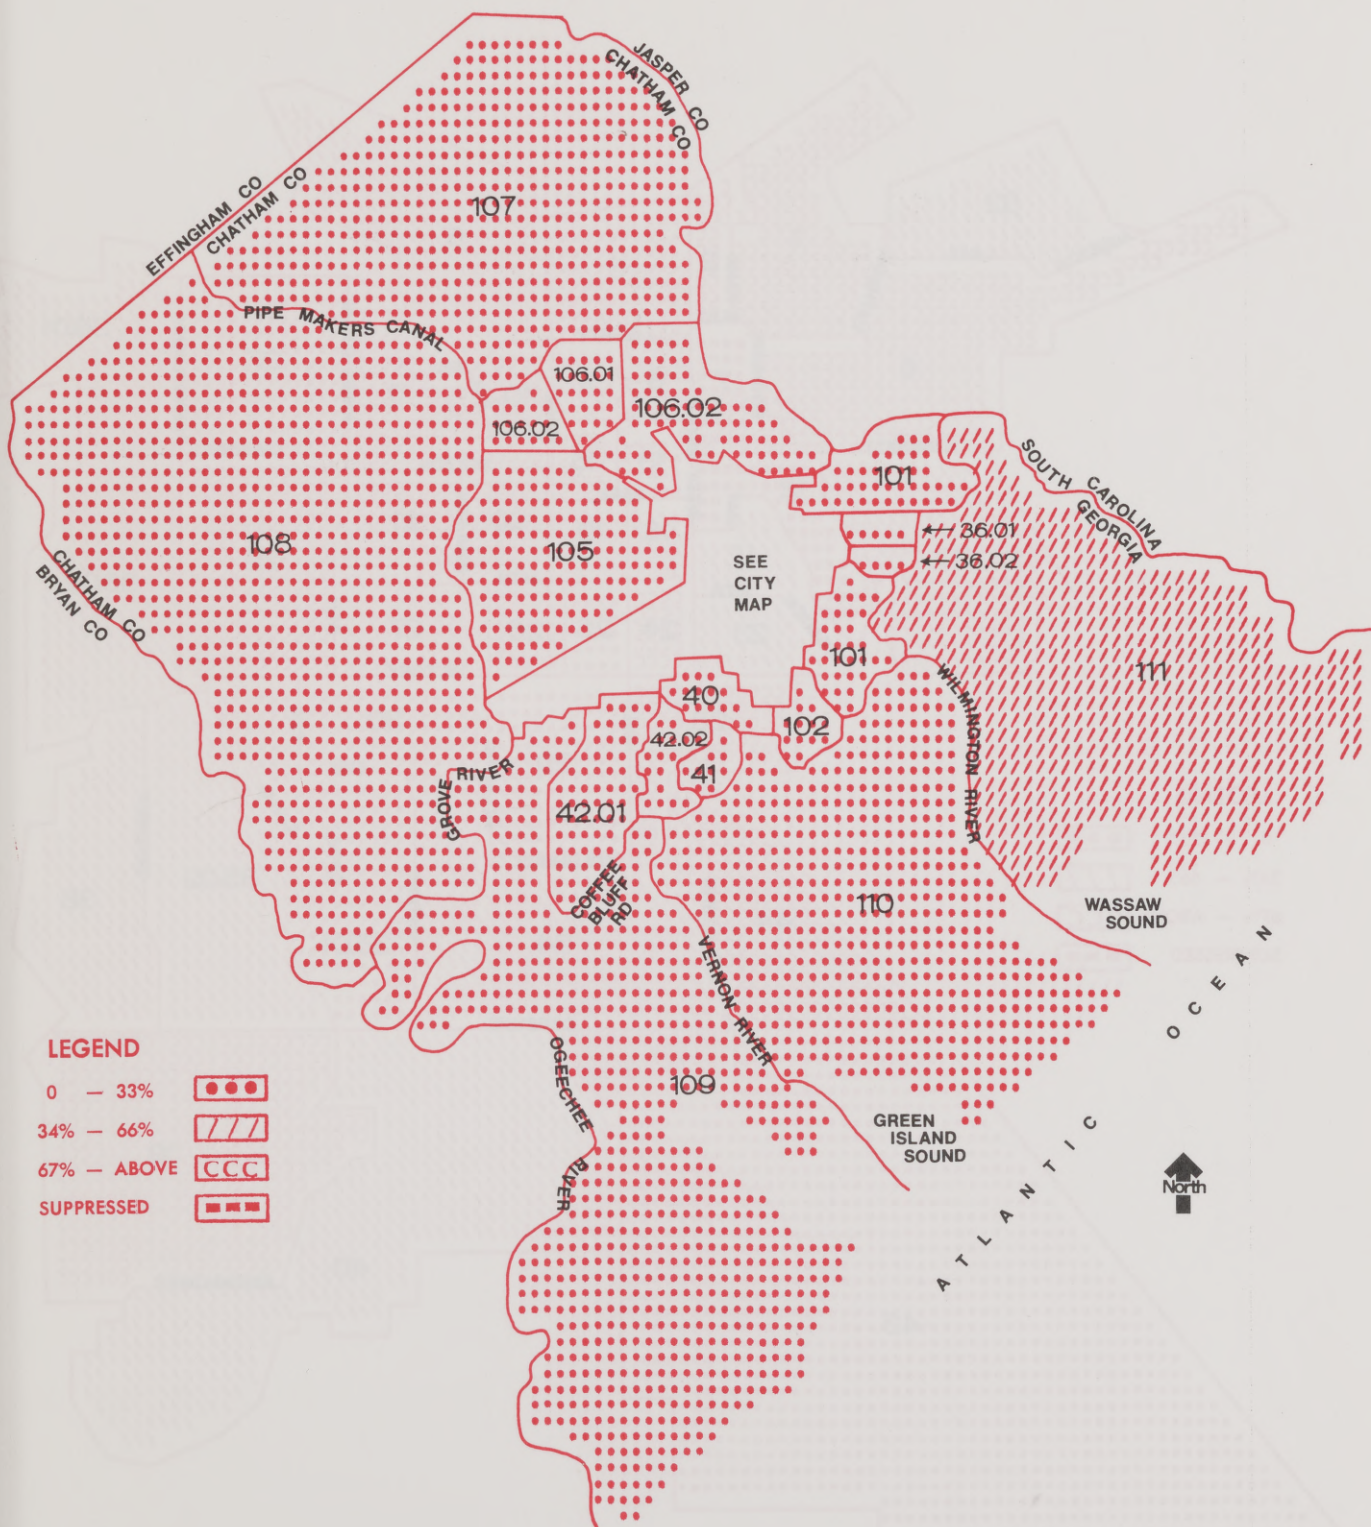 JASPER CO
CHATHAM CO
EFFINGHAM CO
CHATHAM CO
107
PIPE MAKERS CANAL
106.01
106.02
106.02
101
SOUTH CAROLINA
GEORGIA
36.01
36.02
108
105
SEE
CITY
MAP
CHATHAM CO
BRYAN CO
101
111
40
102
42.02
41
WILMINGTON RIVER
GROVE RIVER
42.01
COFFEE
BLUFF
RD
110
WASSAW
SOUND
VERNON RIVER
ATLANTIC OCEAN
LEGEND
0 — 33%
34% — 66%
67% — ABOVE CCC
SUPPRESSED
OGEECHEE RIVER
109
GREEN
ISLAND
SOUND
North